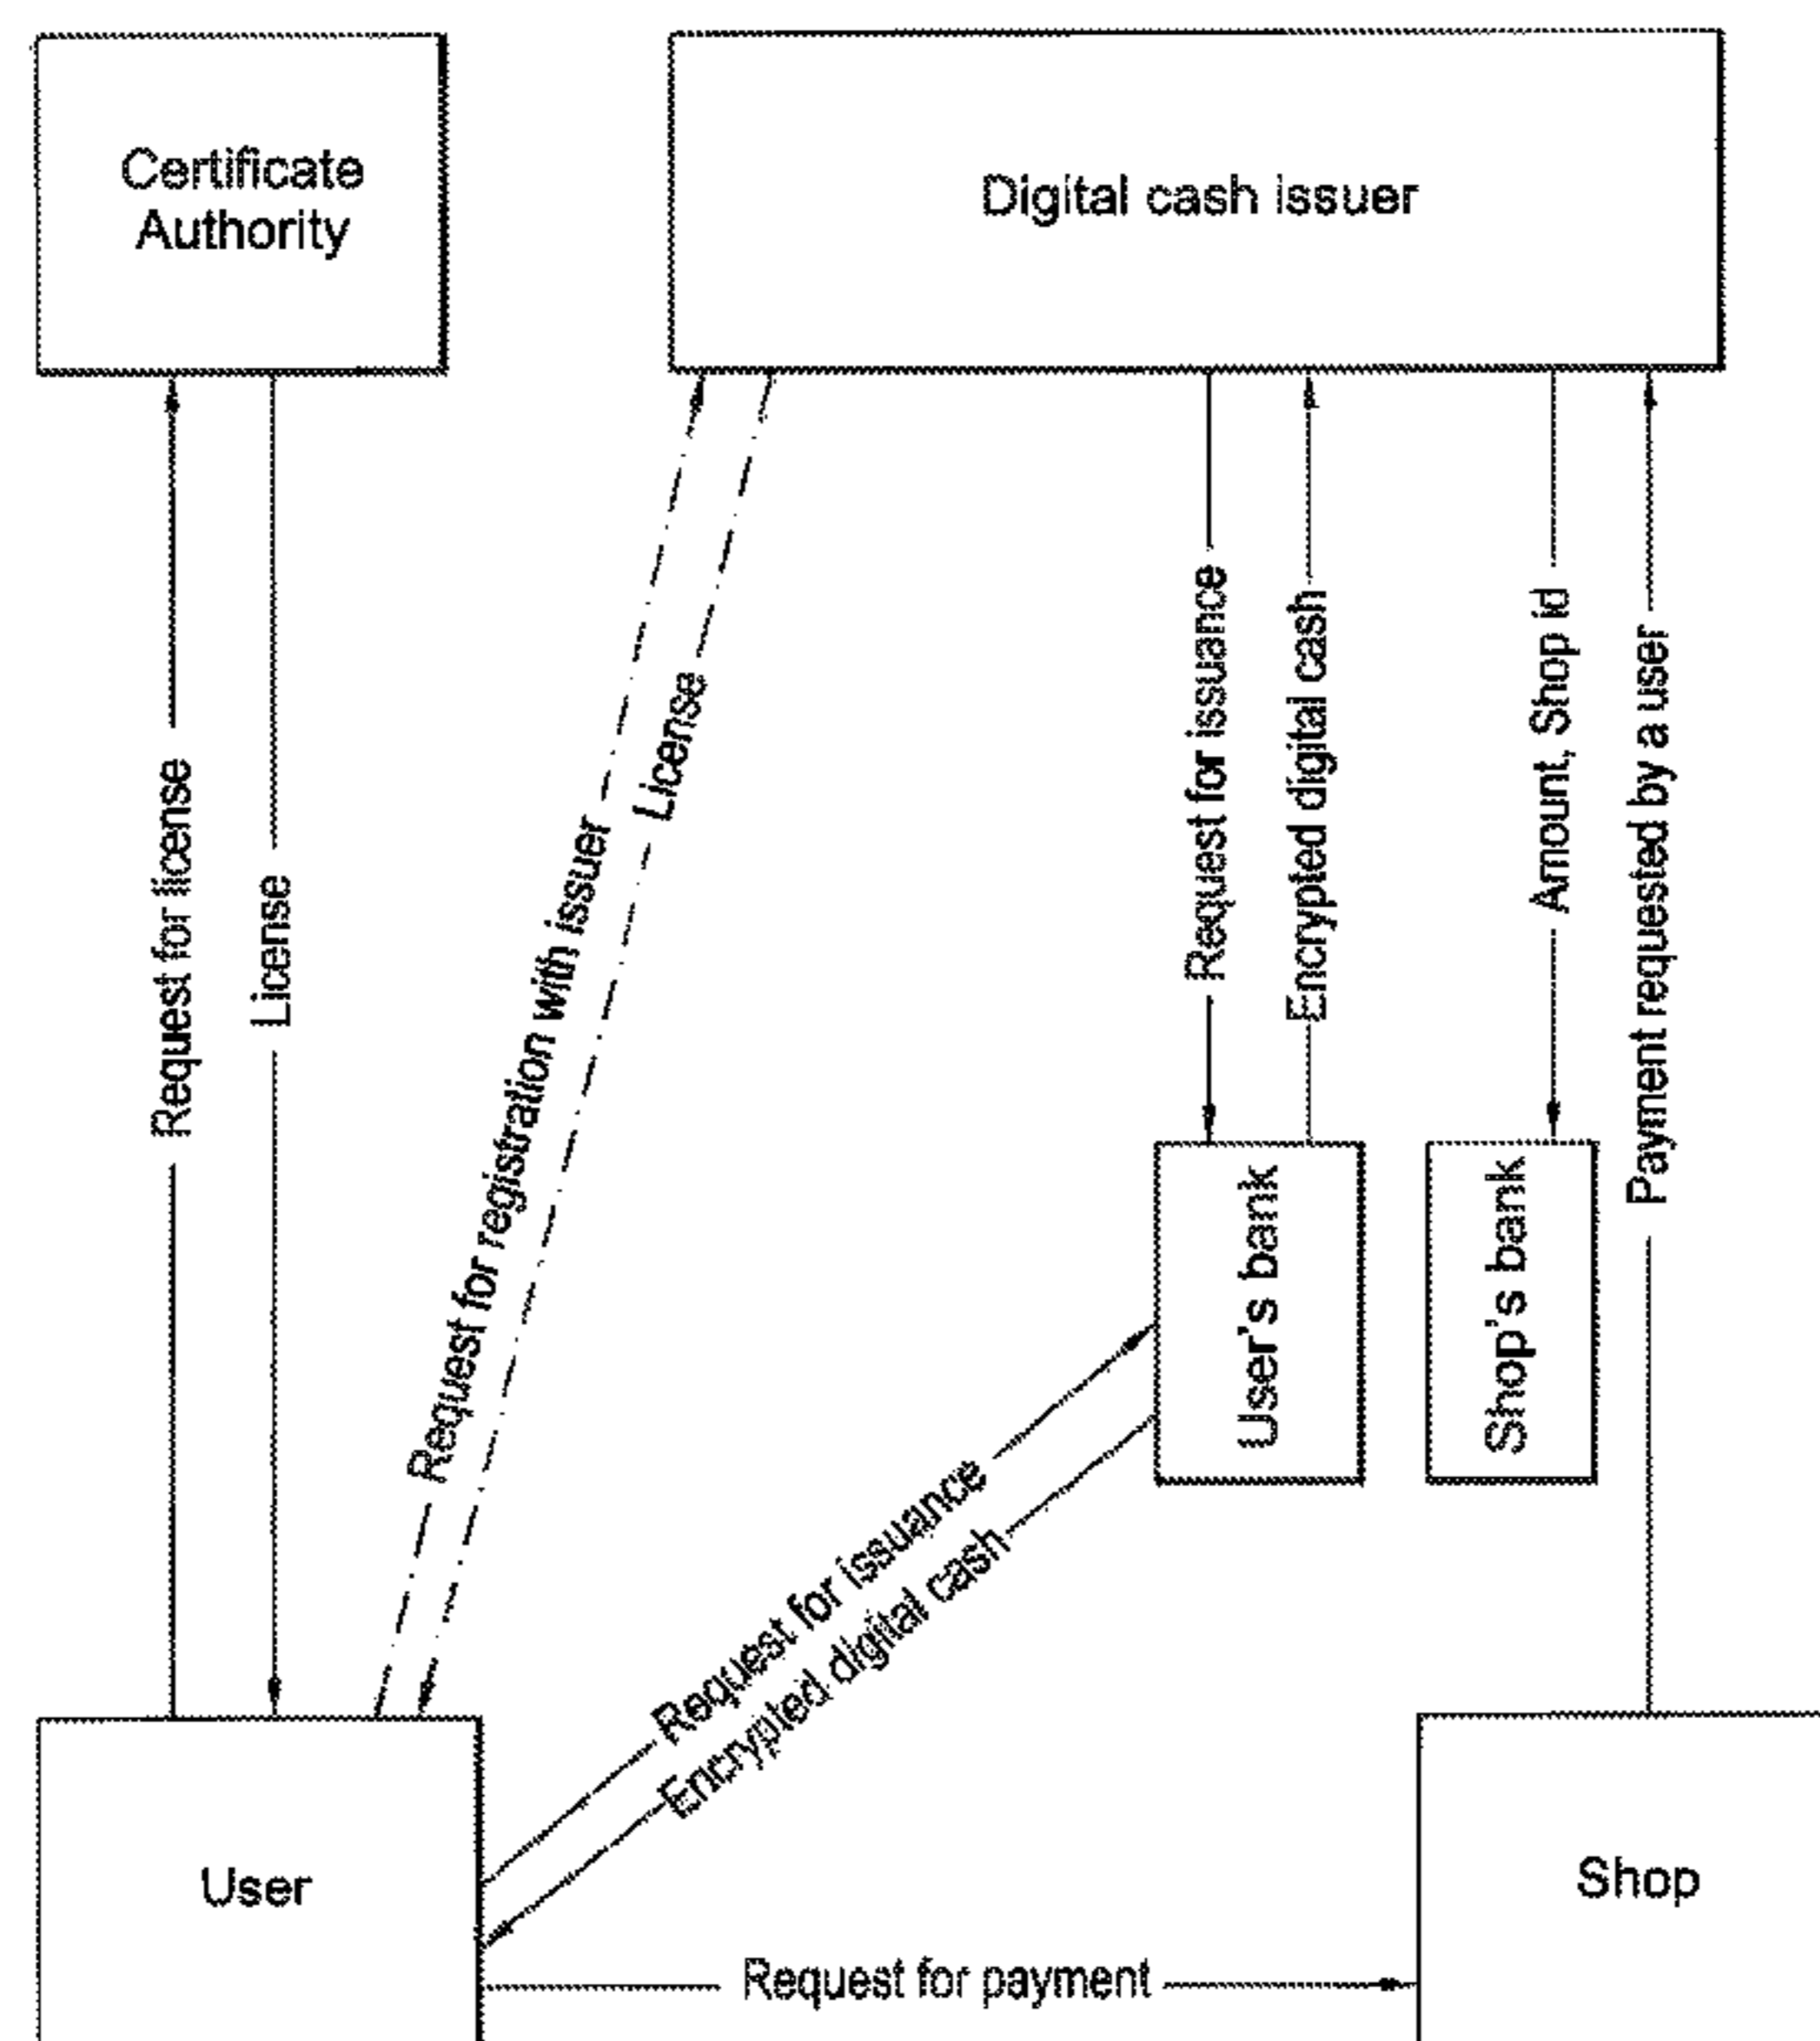 Certificate
Authority
Digital cash issuer
Request for license
License
Request for registration with issuer
License
Request for issuance
Encrypted digital cash
Amount, Shop id
Payment requested by a user
User's bank
Shop's bank
Request for issuance
Encrypted digital cash
User
Shop
Request for payment